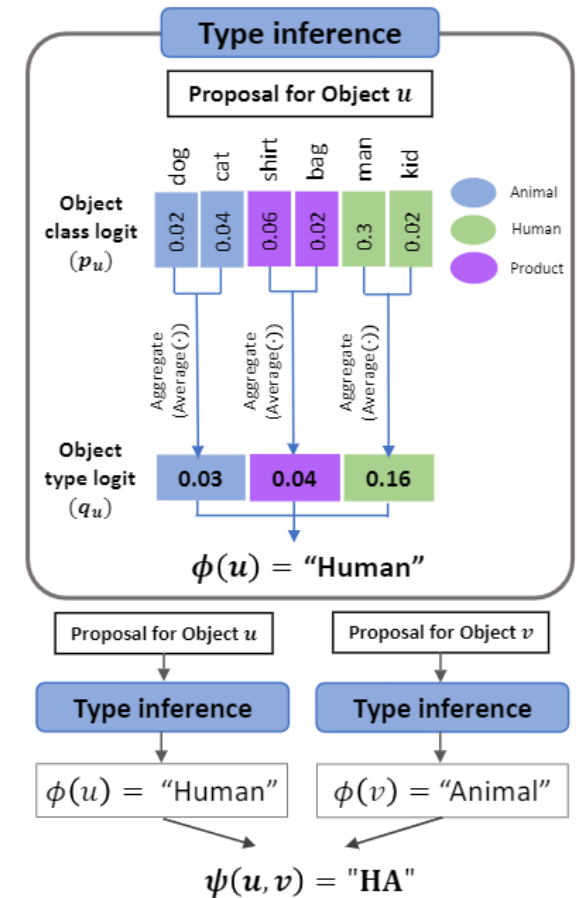 Type inference
Proposal for Object u
dog cat shirt bag man kid
Object
class logit
(p_u)
0.02 0.04 0.06 0.02 0.3 0.02
Animal
Human
Product
Aggregate
(Average(·))
Aggregate
(Average(·))
Aggregate
(Average(·))
Object
type logit
(q_u)
0.03 0.04 0.16
ϕ(u) = “Human”
Proposal for Object u
Proposal for Object v
Type inference
Type inference
ϕ(u) = “Human”
ϕ(v) = “Animal”
ψ(u, v) = "HA"